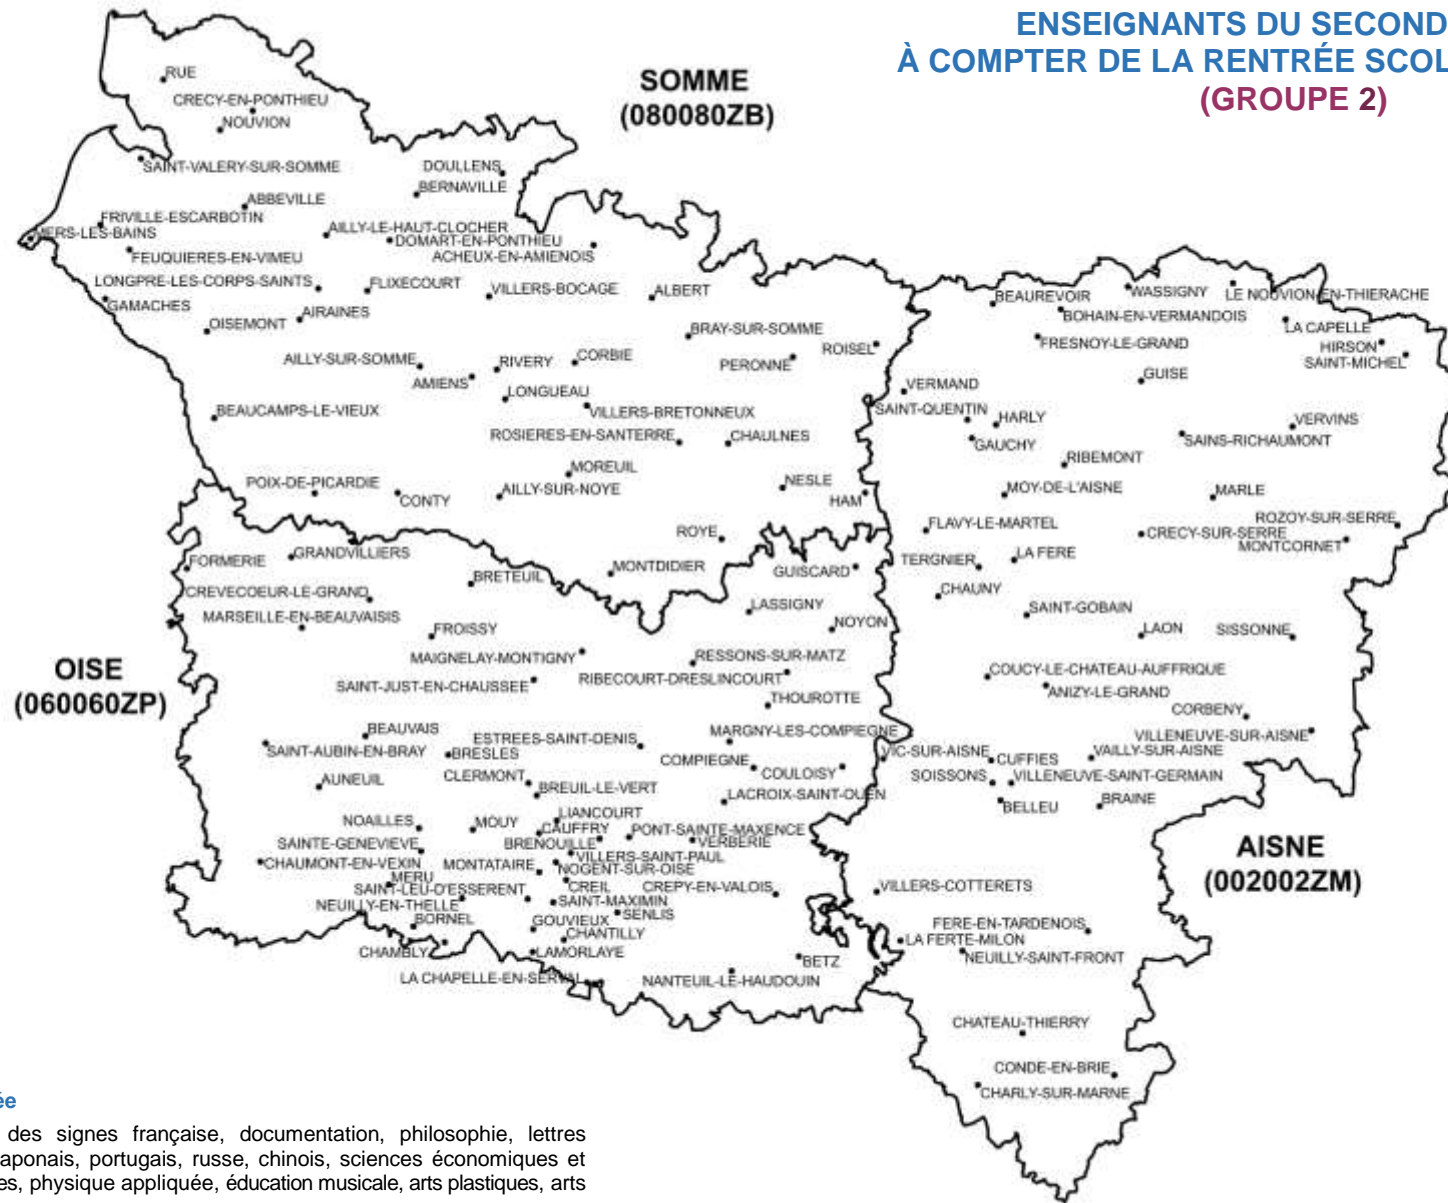 ENSEIGNANTS DU SECOND
À COMPTER DE LA RENTRÉE SCOL
(GROUPE 2)
SOMME
(080080ZB)
RUE
CRECY-EN-PONTHIEU
NOUVION
SAINT-VALERY-SUR-SOMME
DOULLENS
BERNAVILLE
ABBEVILLE
FRIVILLE-ESCARBOTIN
MERS-LES-BAINS
AILLY-LE-HAUT-CLOCHER
DOMART-EN-PONTHIEU
ACHEUX-EN-AMIENOIS
FEUQUIERES-EN-VIMEU
LONGPRE-LES-CORPS-SAINTS
FLIXECOURT
VILLERS-BOCAGE
ALBERT
GAMACHES
AIRAINES
OISEMONT
BRAY-SUR-SOMME
ROISEL
AILLY-SUR-SOMME
RIVERY
CORBIE
PERONNE
AMIENS
LONGUEAU
BEAUCAMPS-LE-VIEUX
VILLERS-BRETONNEUX
ROSIERES-EN-SANTERRE
CHAULNES
MOREUIL
POIX-DE-PICARDIE
CONTY
AILLY-SUR-NOYE
NESLE
HAM
ROYE
MONTDIDIER
BEAUREVOIR
WASSIGNY
LE NOUVION-EN-THIERACHE
BOHAIN-EN-VERMANDOIS
LA CAPELLE
FRESNOY-LE-GRAND
HIRSON
SAINT-MICHEL
GUISE
VERMAND
SAINT-QUENTIN
HARLY
VERVINS
GAUCHY
SAINS-RICHAUMONT
RIBEMONT
MOY-DE-L'AISNE
MARLE
FLAVY-LE-MARTEL
ROZOY-SUR-SERRE
CRECY-SUR-SERRE
MONTCORNET
TERGNIER
LA FERE
CHAUNY
SAINT-GOBAIN
LAON
SISSONNE
COUCY-LE-CHATEAU-AUFFRIQUE
ANIZY-LE-GRAND
CORBENY
VILLENEUVE-SUR-AISNE
VIC-SUR-AISNE
CUFFIES
VAILLY-SUR-AISNE
SOISSONS
VILLENEUVE-SAINT-GERMAIN
BELLEU
BRAINE
AISNE
(002002ZM)
VILLERS-COTTERETS
FERE-EN-TARDENOIS
LA FERTE-MILON
NEUILLY-SAINT-FRONT
CHATEAU-THIERRY
CONDE-EN-BRIE
CHARLY-SUR-MARNE
OISE
(060060ZP)
FORMERIE
GRANDVILLIERS
BRETEUIL
GUISCARD
CREVECOEUR-LE-GRAND
MARSEILLE-EN-BEAUVAISIS
LASSIGNY
FROISSY
NOYON
MAIGNELAY-MONTIGNY
RESSONS-SUR-MATZ
SAINT-JUST-EN-CHAUSSEE
RIBECOURT-DRESLINCOURT
THOUROTTE
BEAUVAIS
MARGNY-LES-COMPIEGNE
SAINT-AUBIN-EN-BRAY
BRESLES
ESTREES-SAINT-DENIS
COMPIEGNE
COULOISY
AUNEUIL
CLERMONT
BREUIL-LE-VERT
LACROIX-SAINT-OUEN
NOAILLES
MOUY
LIANCOURT
CAUFFRY
PONT-SAINTE-MAXENCE
SAINTE-GENEVIEVE
BRENOUILLE
VERBERIE
CHAUMONT-EN-VEXIN
MONTATAIRE
VILLERS-SAINT-PAUL
NOGENT-SUR-OISE
MERU
SAINT-LEU-D'ESSERENT
CREIL
CREPY-EN-VALOIS
NEUILLY-EN-THELLE
SAINT-MAXIMIN
BORNEL
GOUVIEUX
SENLIS
CHANTILLY
CHAMBLY
LAMORLAYE
BETZ
LA CHAPELLE-EN-SERVAL
NANTEUIL-LE-HAUDOUIN
ée
des signes française, documentation, philosophie, lettres
aponais, portugais, russe, chinois, sciences économiques et
es, physique appliquée, éducation musicale, arts plastiques, arts